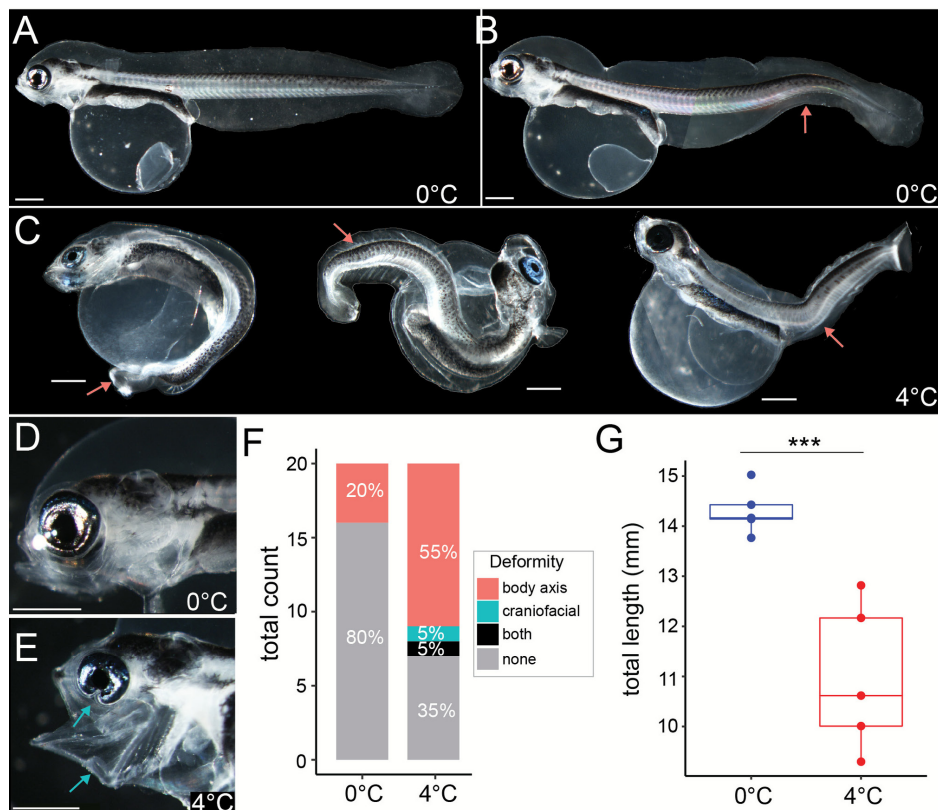 A
0°C
B
0°C
C
4°C
D
0°C
E
4°C
F
total count
20
15
10
5
0
20%
80%
55%
5%
5%
35%
0°C
4°C
Deformity
body axis
craniofacial
both
none
G
***
total length (mm)
15
14
13
12
11
10
0°C
4°C